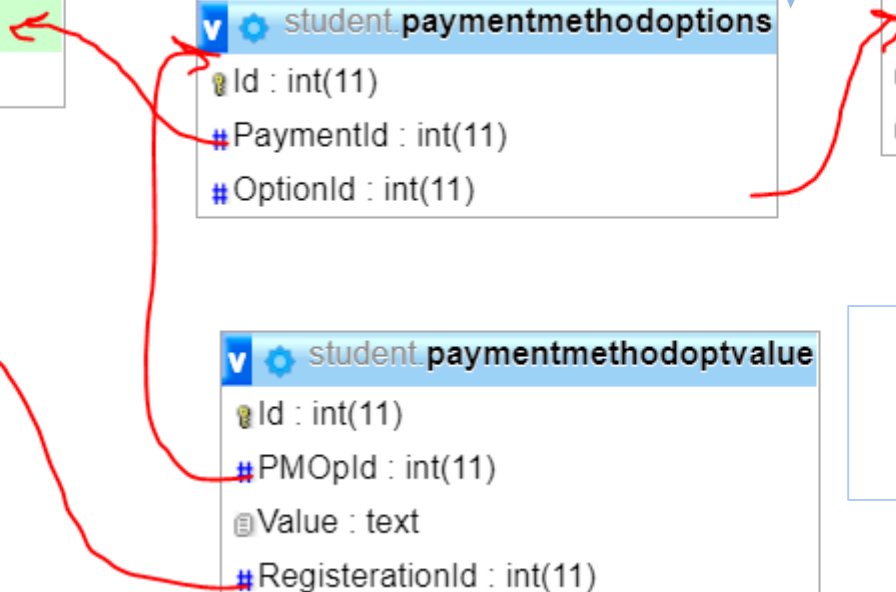 v student.paymentmethodoptions
Id : int(11)
# PaymentId : int(11)
# OptionId : int(11)
v student.paymentmethodoptvalue
Id : int(11)
# PMOpId : int(11)
Value : text
# RegisterationId : int(11)